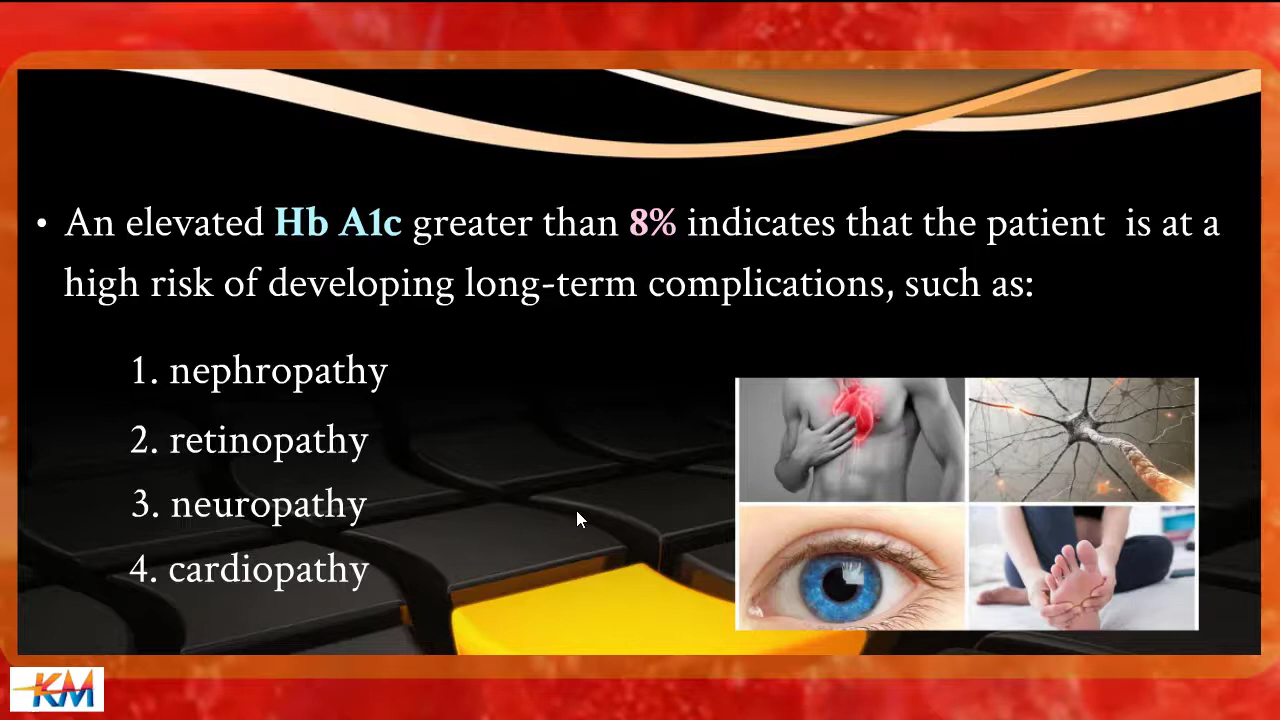 • An elevated Hb A1c greater than 8% indicates that the patient  is at a
high risk of developing long-term complications, such as:
1. nephropathy
2. retinopathy
3. neuropathy
4. cardiopathy
KM